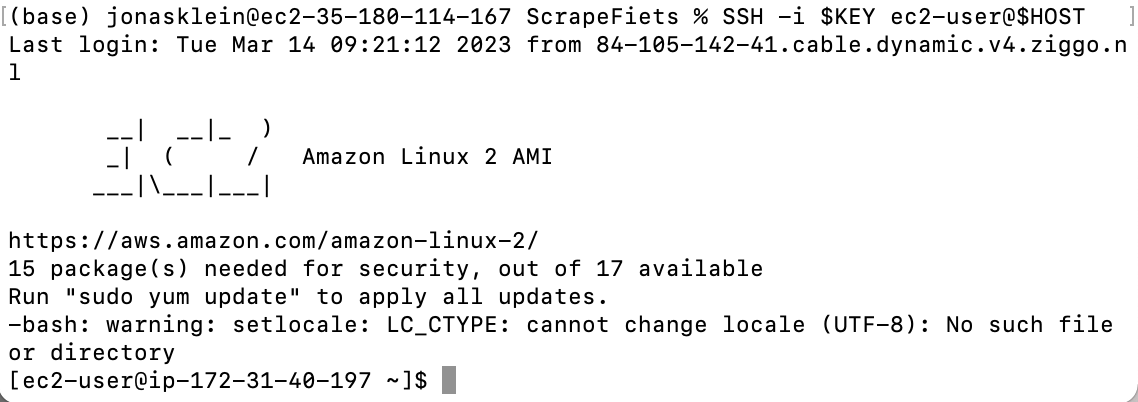 [(base) jonasklein@ec2-35-180-114-167 ScrapeFiets % SSH -i $KEY ec2-user@$HOST ]
Last login: Tue Mar 14 09:21:12 2023 from 84-105-142-41.cable.dynamic.v4.ziggo.n
l
       __|  __|_  )
       _|  (     /   Amazon Linux 2 AMI
      ___|\___|___|
https://aws.amazon.com/amazon-linux-2/
15 package(s) needed for security, out of 17 available
Run "sudo yum update" to apply all updates.
-bash: warning: setlocale: LC_CTYPE: cannot change locale (UTF-8): No such file
or directory
[ec2-user@ip-172-31-40-197 ~]$